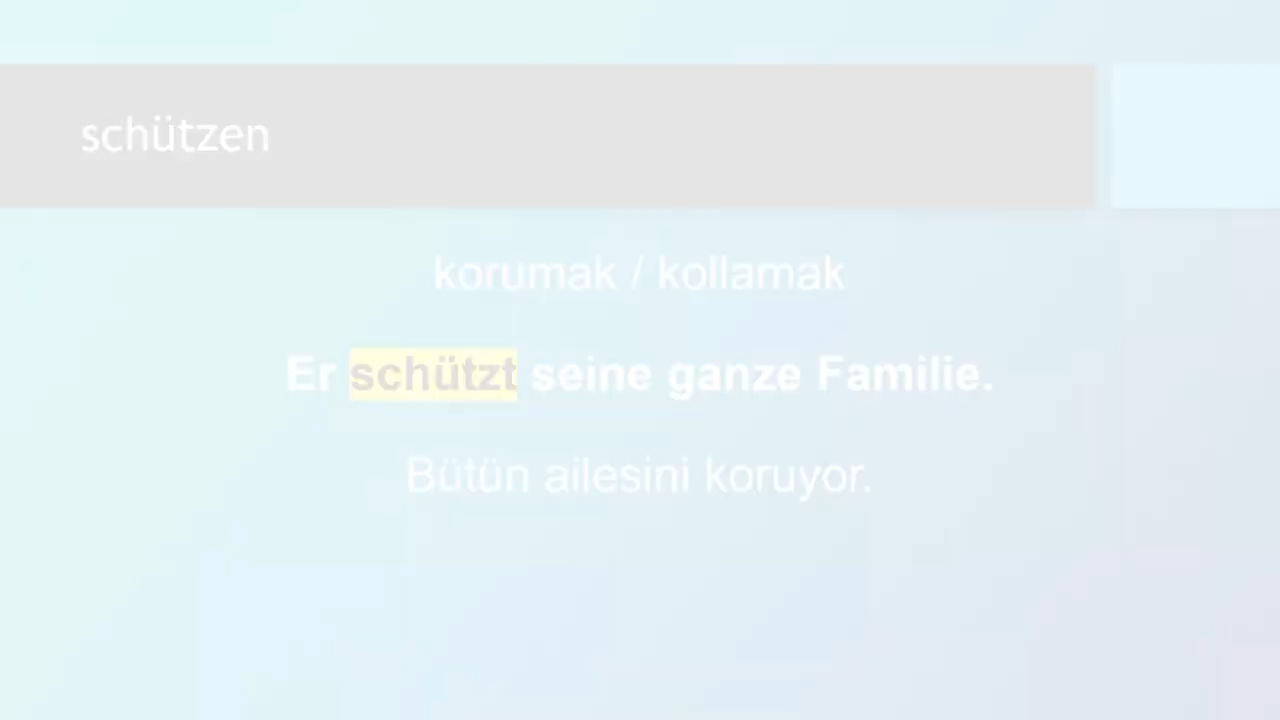 schützen
korumak / kollamak
Er schützt seine ganze Familie.
Bütün ailesini koruyor.